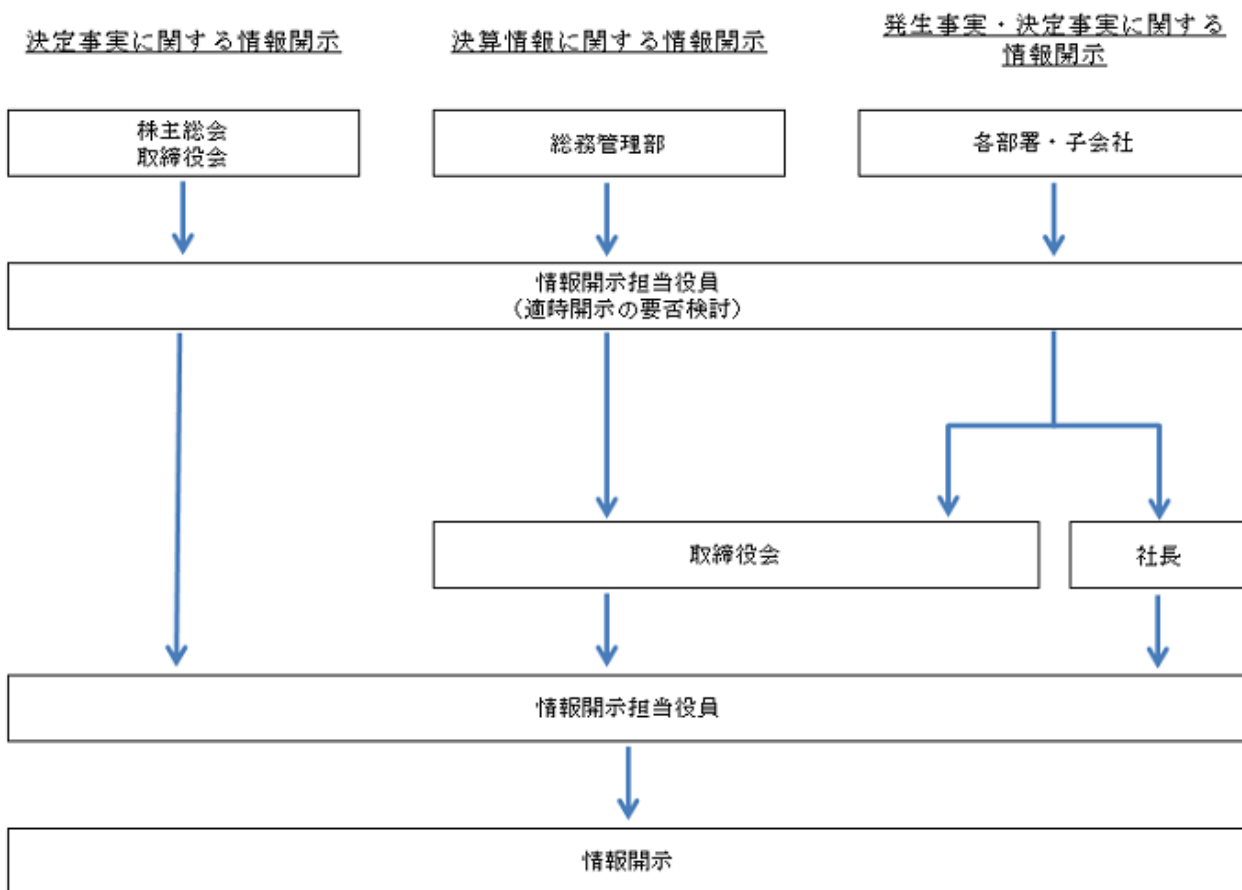 決定事実に関する情報開示
決算情報に関する情報開示
発生事実・決定事実に関する
情報開示
株主総会
取締役会
総務管理部
各部署・子会社
情報開示担当役員
（適時開示の要否検討）
取締役会
社長
情報開示担当役員
情報開示